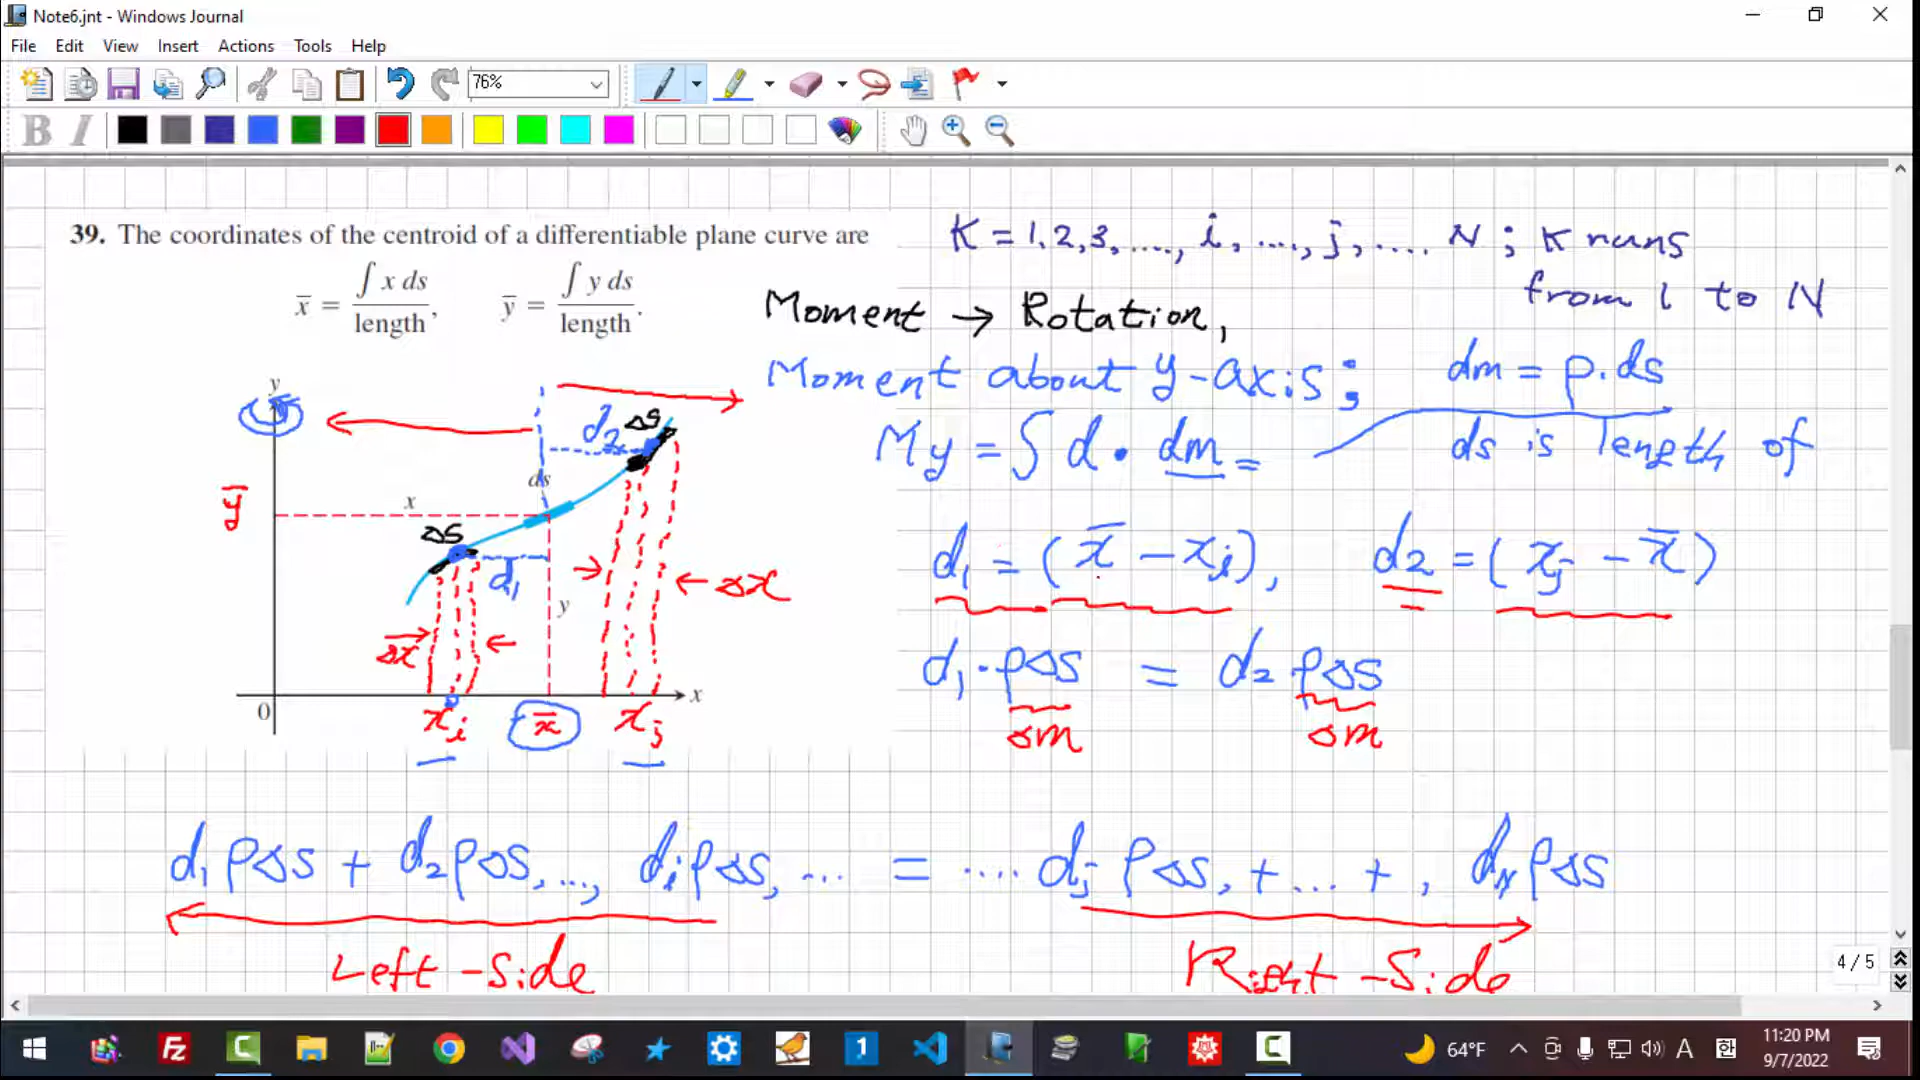 Note6.jnt - Windows Journal
File Edit View Insert Actions Tools Help
76%
B I
39. The coordinates of the centroid of a differentiable plane curve are
x̄ = ∫ x ds / length, ȳ = ∫ y ds / length.
K = 1, 2, 3, ...., i, ...., j, .... N ; K runs
from 1 to N
Moment → Rotation,
Moment about y-axis ;
dm = ρ. ds
My = ∫ d • dm =
ds is length of
y
d2
Δs
ds
ȳ
x
Δs
d1
y
Δx
← Δx
0
xi
x̄
xj
x
d1 = ( x̄ - xi ), d2 = ( xj - x̄ )
d1 · ρΔs = d2 ρΔs
Δm Δm
d1 ρΔs + d2 ρΔs, ..., di ρΔs, ... = .... dj ρΔs, + ... + , dN ρΔs
Left-Side Right-Side
4 / 5
64°F
A
한
11:20 PM
9/7/2022